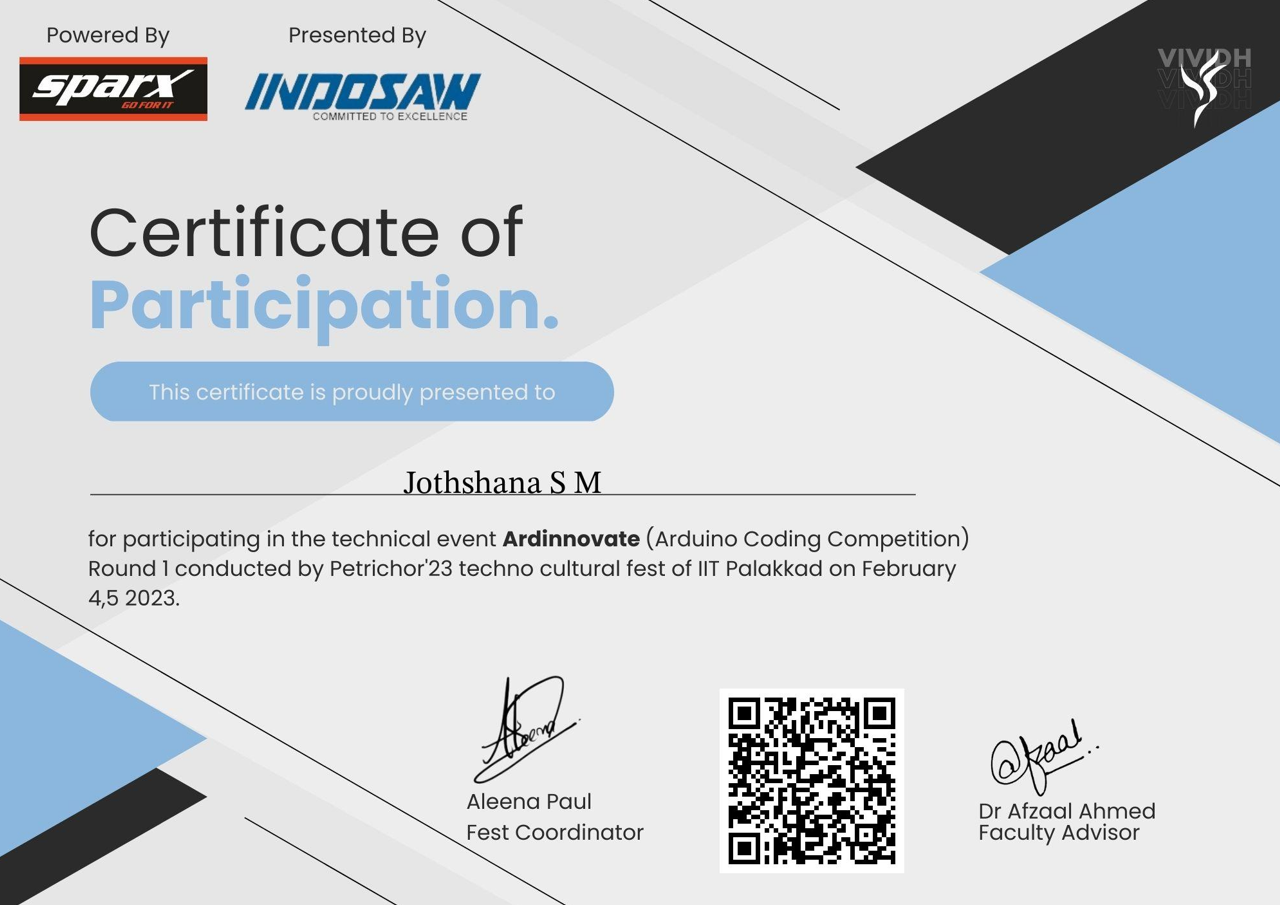 Powered By
Presented By
sparx
GO FOR IT
INDOSAW
COMMITTED TO EXCELLENCE
VIVIDH
VIVIDH
VIVIDH
Certificate of
Participation.
This certificate is proudly presented to
Jothshana S M
for participating in the technical event Ardinnovate (Arduino Coding Competition)
Round 1 conducted by Petrichor'23 techno cultural fest of IIT Palakkad on February
4,5 2023.
Aleena
Aleena Paul
Fest Coordinator
@fzaal
Dr Afzaal Ahmed
Faculty Advisor